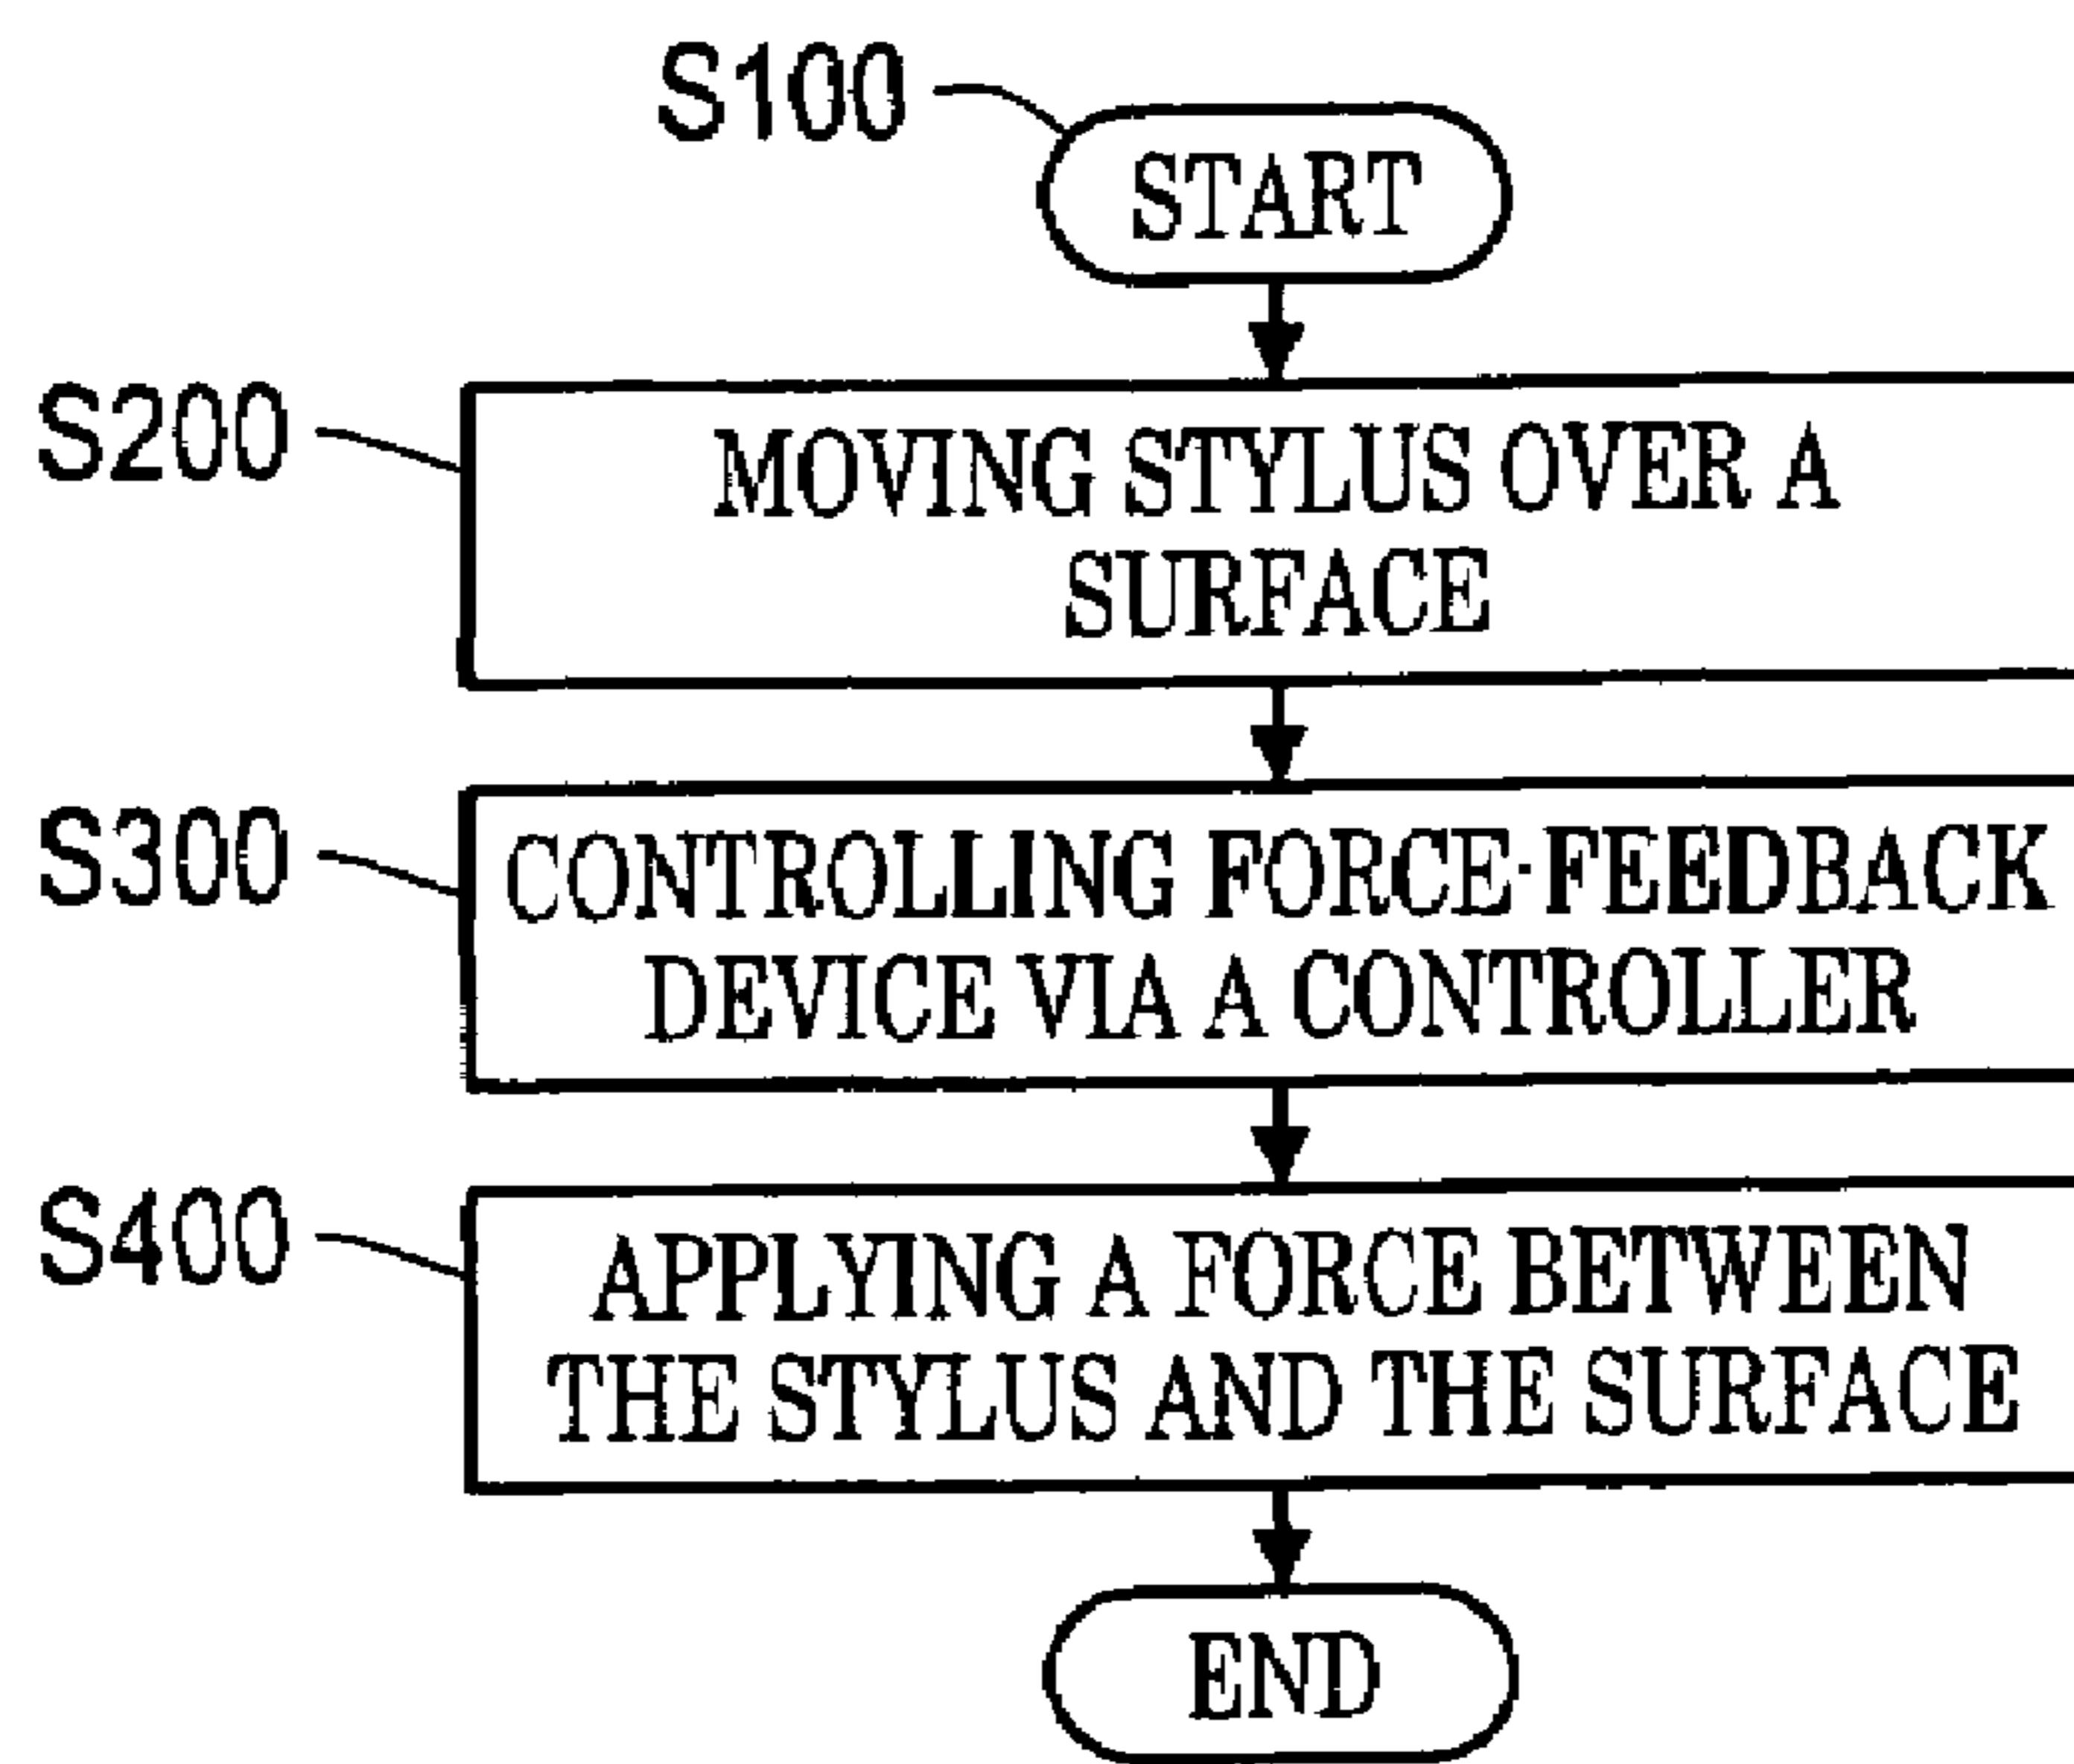 S100
START
S200
MOVING STYLUS OVER A
SURFACE
S300
CONTROLLING FORCE-FEEDBACK
DEVICE VIA A CONTROLLER
S400
APPLYING A FORCE BETWEEN
THE STYLUS AND THE SURFACE
END